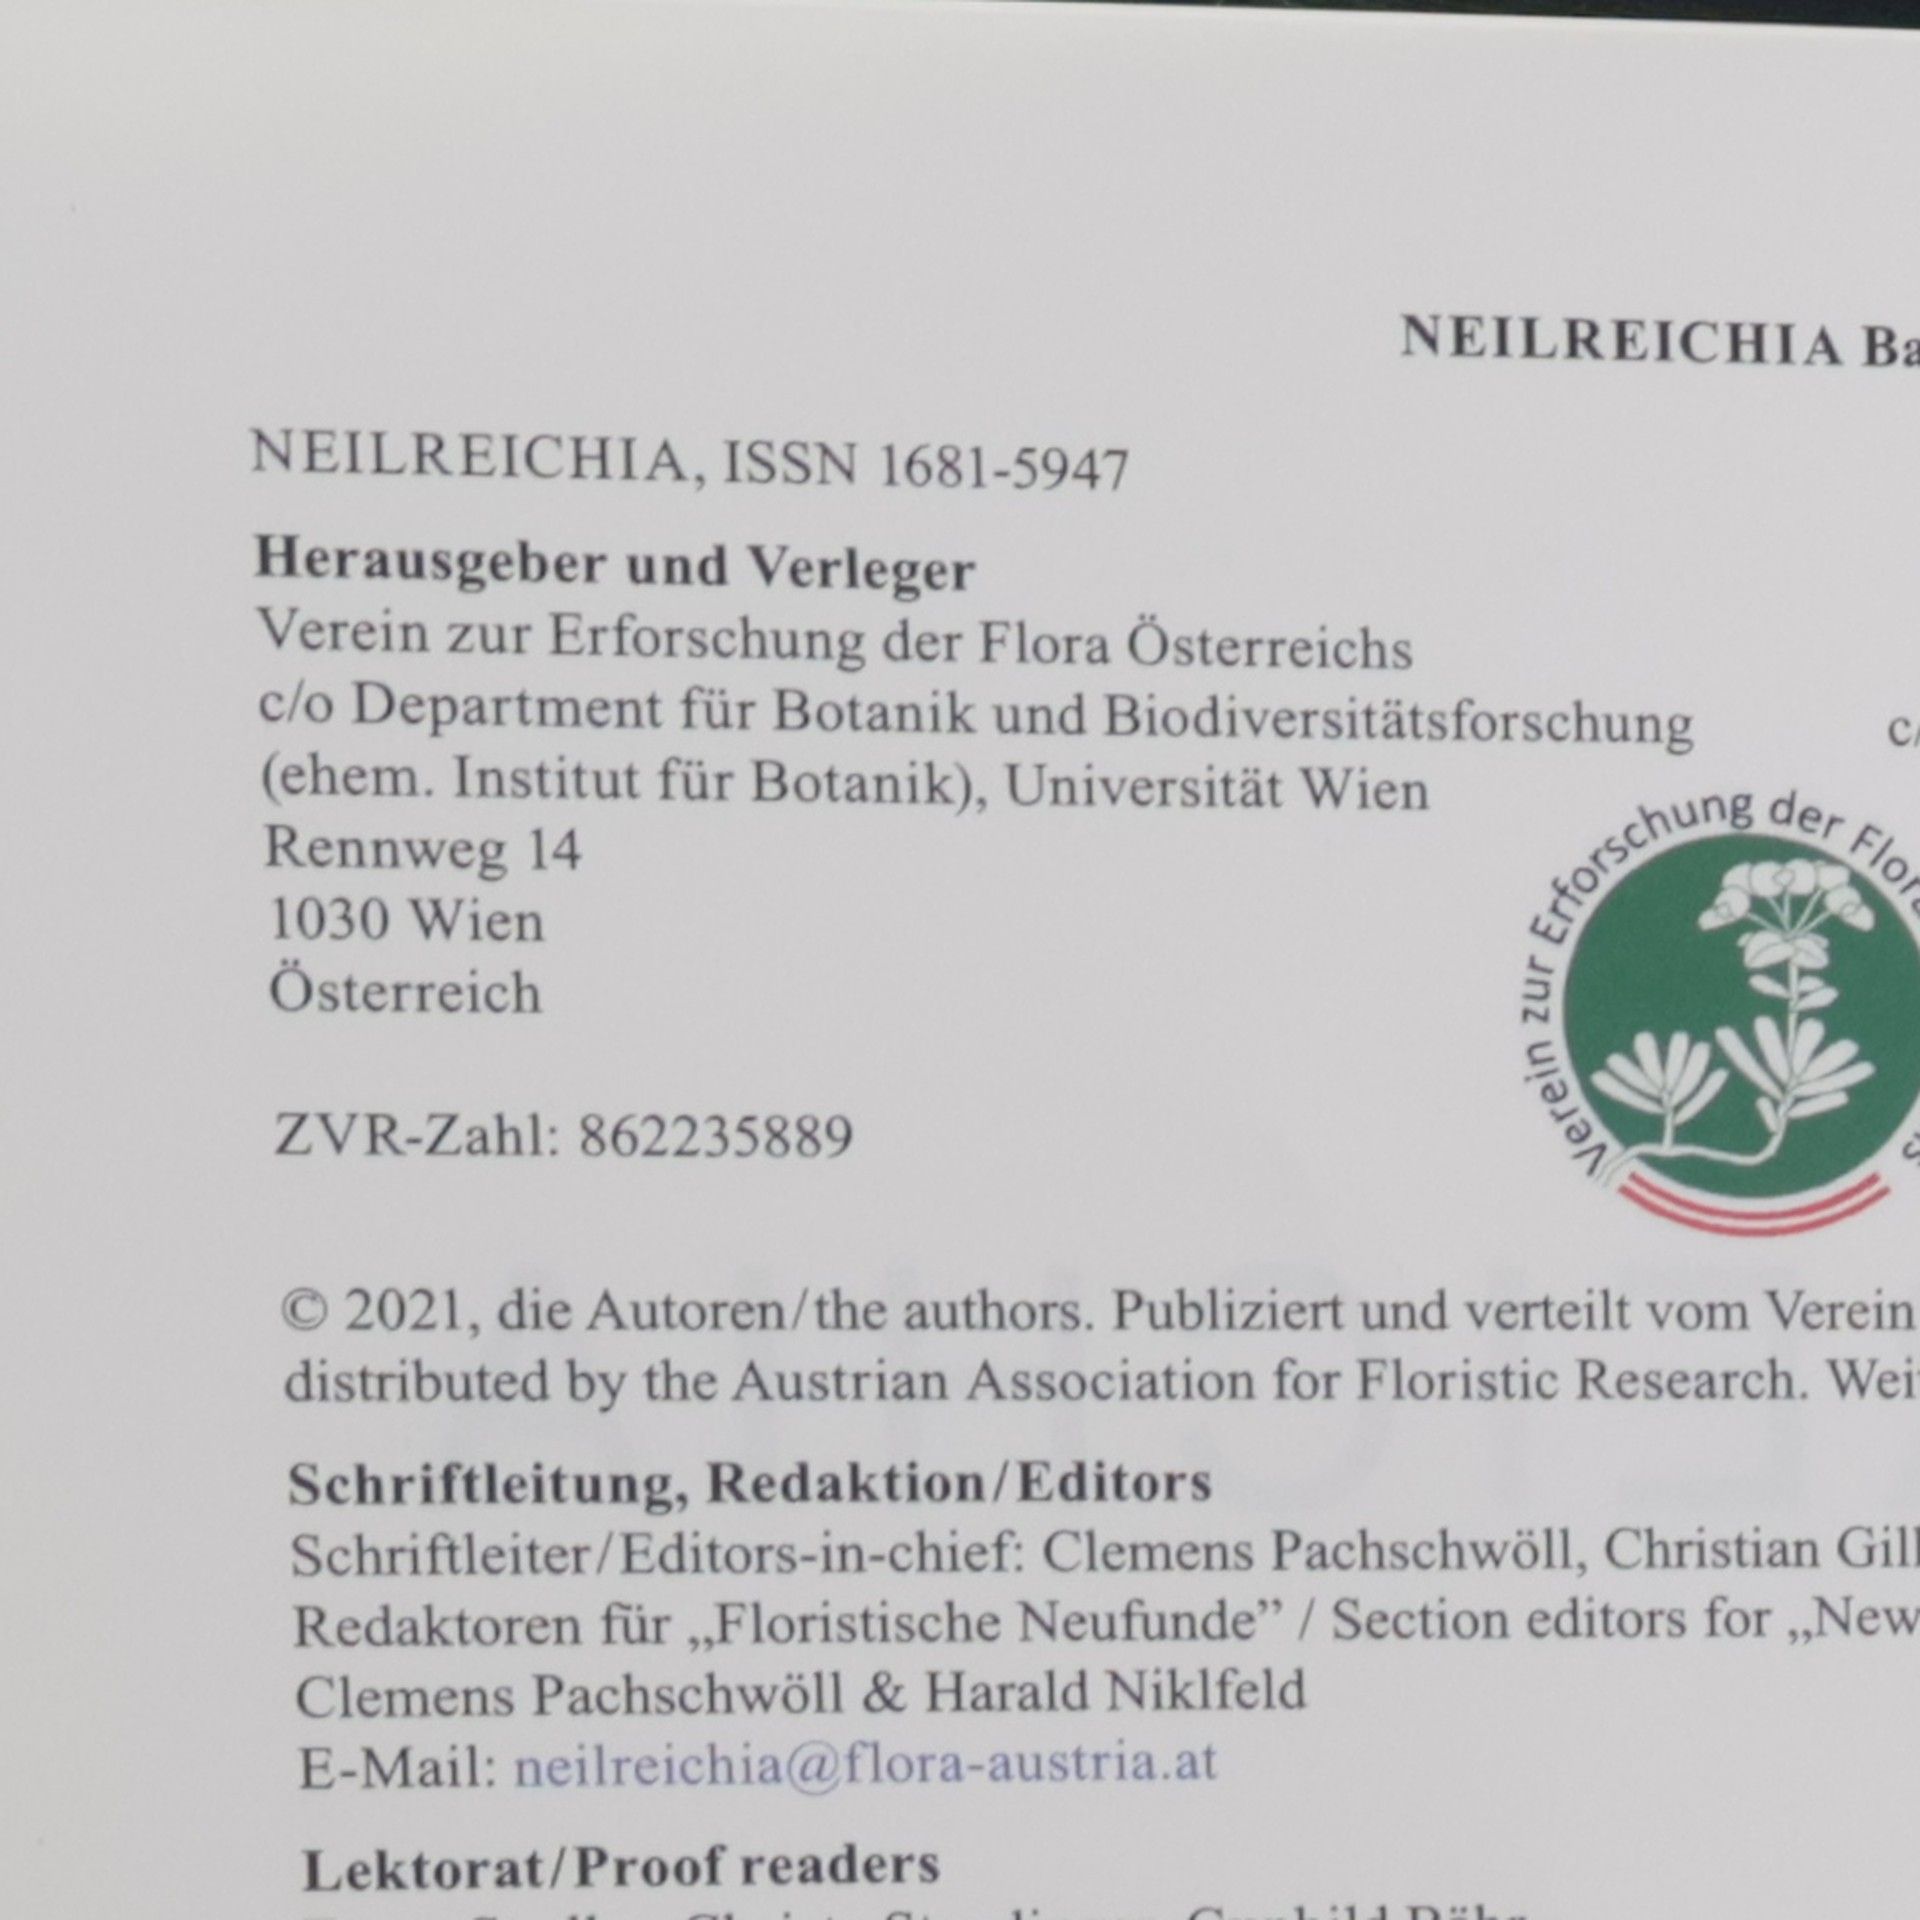 NEILREICHIA
NEILREICHIA, ISSN 1681-5947
Herausgeber und Verleger
Verein zur Erforschung der Flora Österreichs
c/o Department für Botanik und Biodiversitätsforschung
(ehem. Institut für Botanik), Universität Wien
Rennweg 14
1030 Wien
Österreich
Verein zur Erforschung der Flora
ZVR-Zahl: 862235889
© 2021, die Autoren/the authors. Publiziert und verteilt vom Verein
distributed by the Austrian Association for Floristic Research.
Schriftleitung, Redaktion/Editors
Schriftleiter/Editors-in-chief: Clemens Pachschwöll, Christian
Redaktoren für „Floristische Neufunde” / Section editors for „New
Clemens Pachschwöll & Harald Niklfeld
E-Mail: neilreichia@flora-austria.at
Lektorat/Proof readers